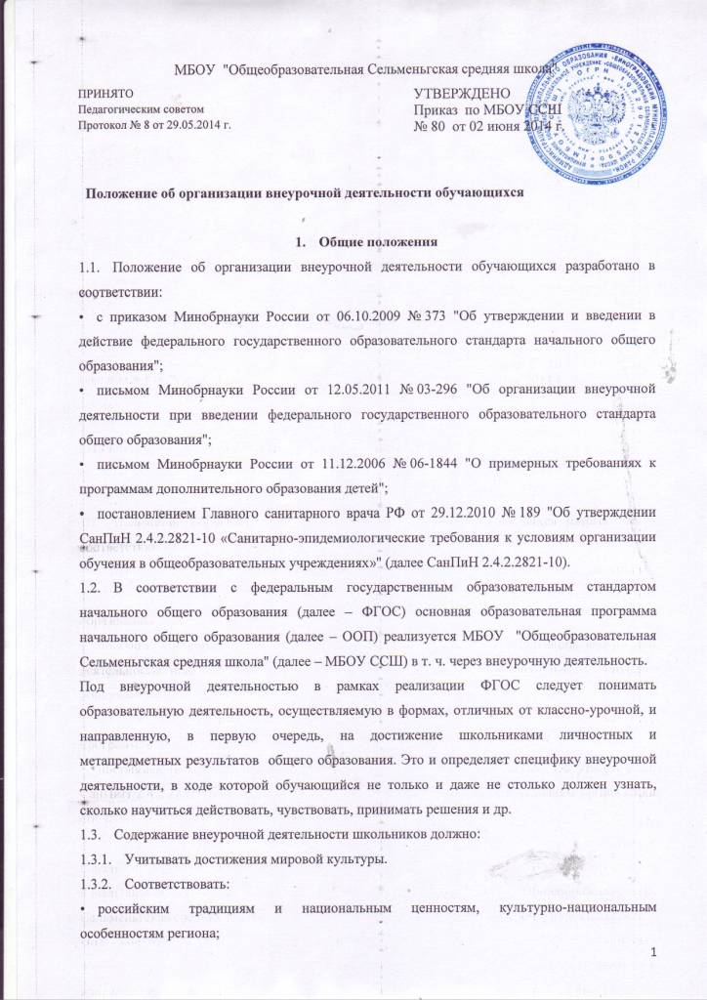 МБОУ "Общеобразовательная Сельменьгская средняя школа"
ПРИНЯТО
Педагогическим советом
Протокол № 8 от 29.05.2014 г.
УТВЕРЖДЕНО
Приказ по МБОУ ССШ
№ 80 от 02 июня 2014 г.
Положение об организации внеурочной деятельности обучающихся
1. Общие положения
1.1. Положение об организации внеурочной деятельности обучающихся разработано в
соответствии:
• с приказом Минобрнауки России от 06.10.2009 № 373 "Об утверждении и введении в
действие федерального государственного образовательного стандарта начального общего
образования";
• письмом Минобрнауки России от 12.05.2011 № 03-296 "Об организации внеурочной
деятельности при введении федерального государственного образовательного стандарта
общего образования";
• письмом Минобрнауки России от 11.12.2006 № 06-1844 "О примерных требованиях к
программам дополнительного образования детей";
• постановлением Главного санитарного врача РФ от 29.12.2010 № 189 "Об утверждении
СанПиН 2.4.2.2821-10 «Санитарно-эпидемиологические требования к условиям организации
обучения в общеобразовательных учреждениях»" (далее СанПиН 2.4.2.2821-10).
1.2. В соответствии с федеральным государственным образовательным стандартом
начального общего образования (далее – ФГОС) основная образовательная программа
начального общего образования (далее – ООП) реализуется МБОУ "Общеобразовательная
Сельменьгская средняя школа" (далее – МБОУ ССШ) в т. ч. через внеурочную деятельность.
Под внеурочной деятельностью в рамках реализации ФГОС следует понимать
образовательную деятельность, осуществляемую в формах, отличных от классно-урочной, и
направленную, в первую очередь, на достижение школьниками личностных и
метапредметных результатов общего образования. Это и определяет специфику внеурочной
деятельности, в ходе которой обучающийся не только и даже не столько должен узнать,
сколько научиться действовать, чувствовать, принимать решения и др.
1.3. Содержание внеурочной деятельности школьников должно:
1.3.1. Учитывать достижения мировой культуры.
1.3.2. Соответствовать:
• российским традициям и национальным ценностям, культурно-национальным
особенностям региона;
1